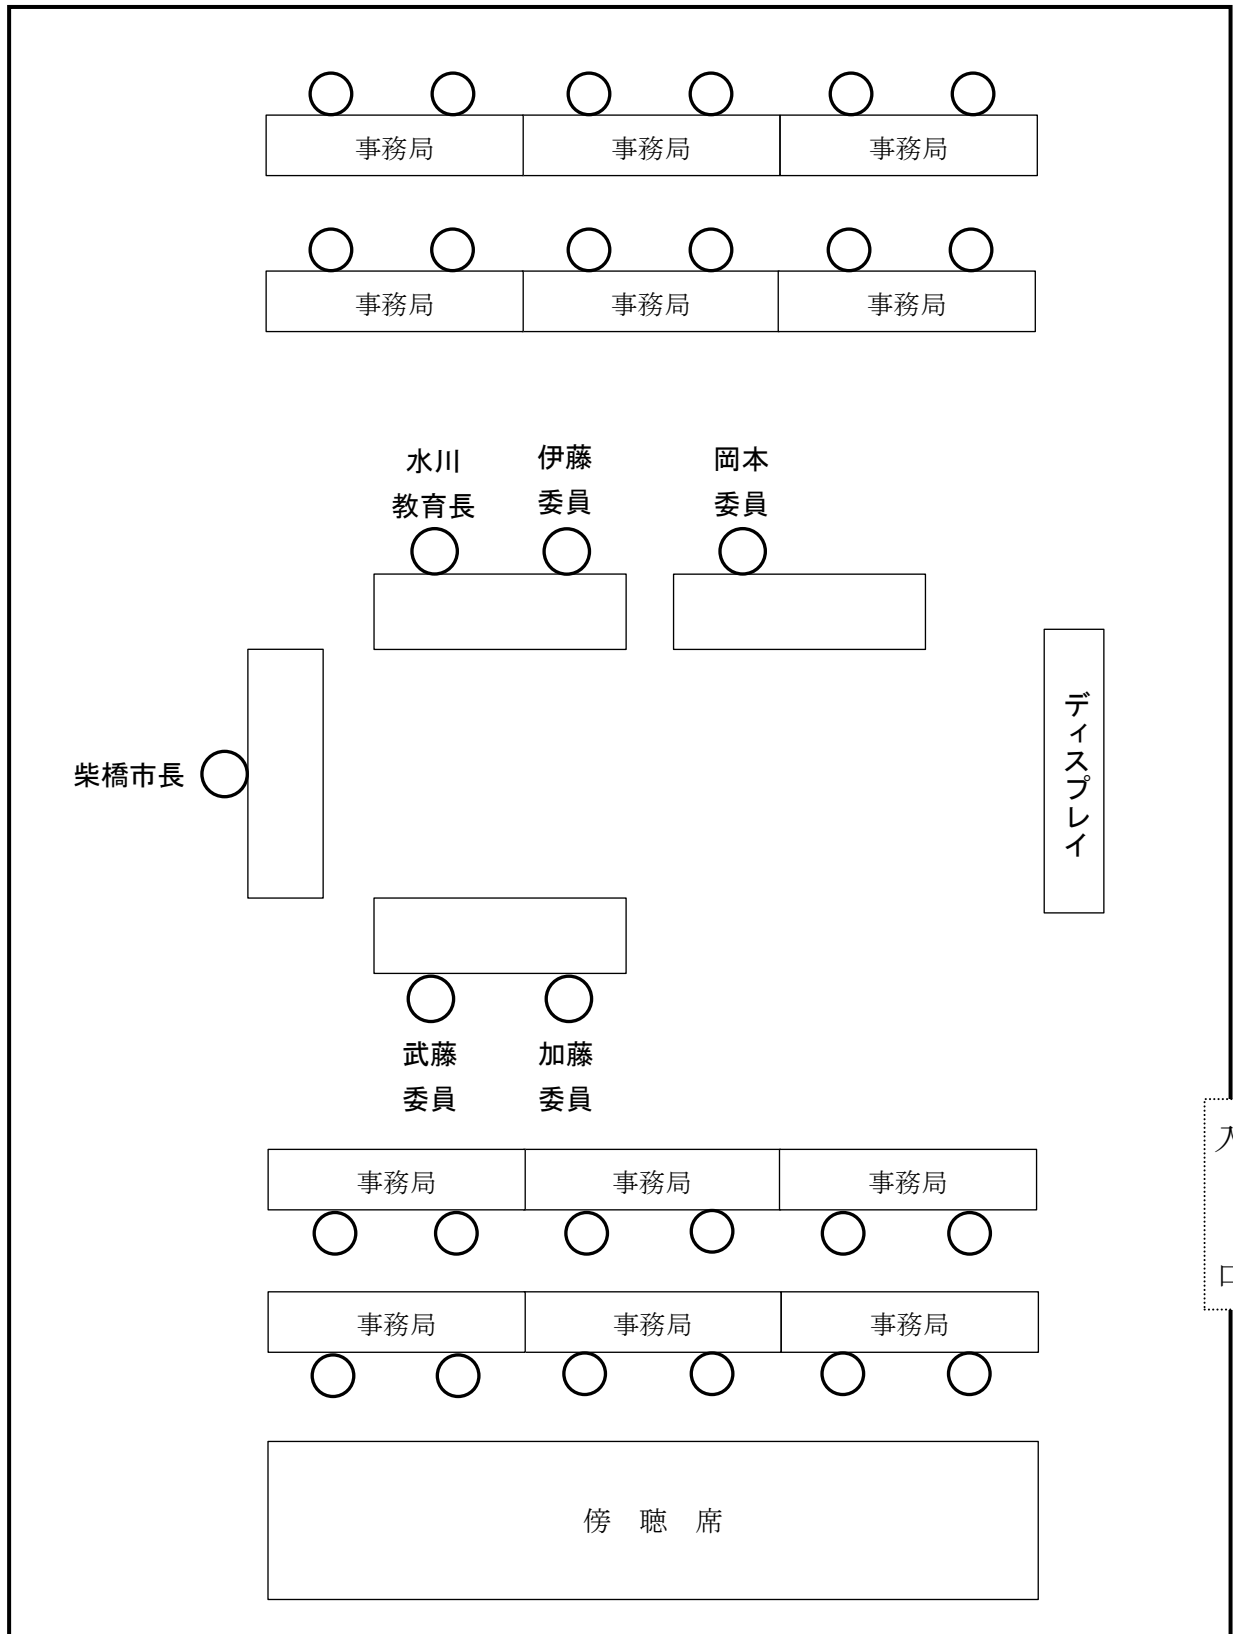 事務局 事務局 事務局
事務局 事務局 事務局
水川 伊藤 岡本
教育長 委員 委員
ディスプレイ
柴橋市長
武藤 加藤
委員 委員
事務局 事務局 事務局
入
口
事務局 事務局 事務局
傍 聴 席